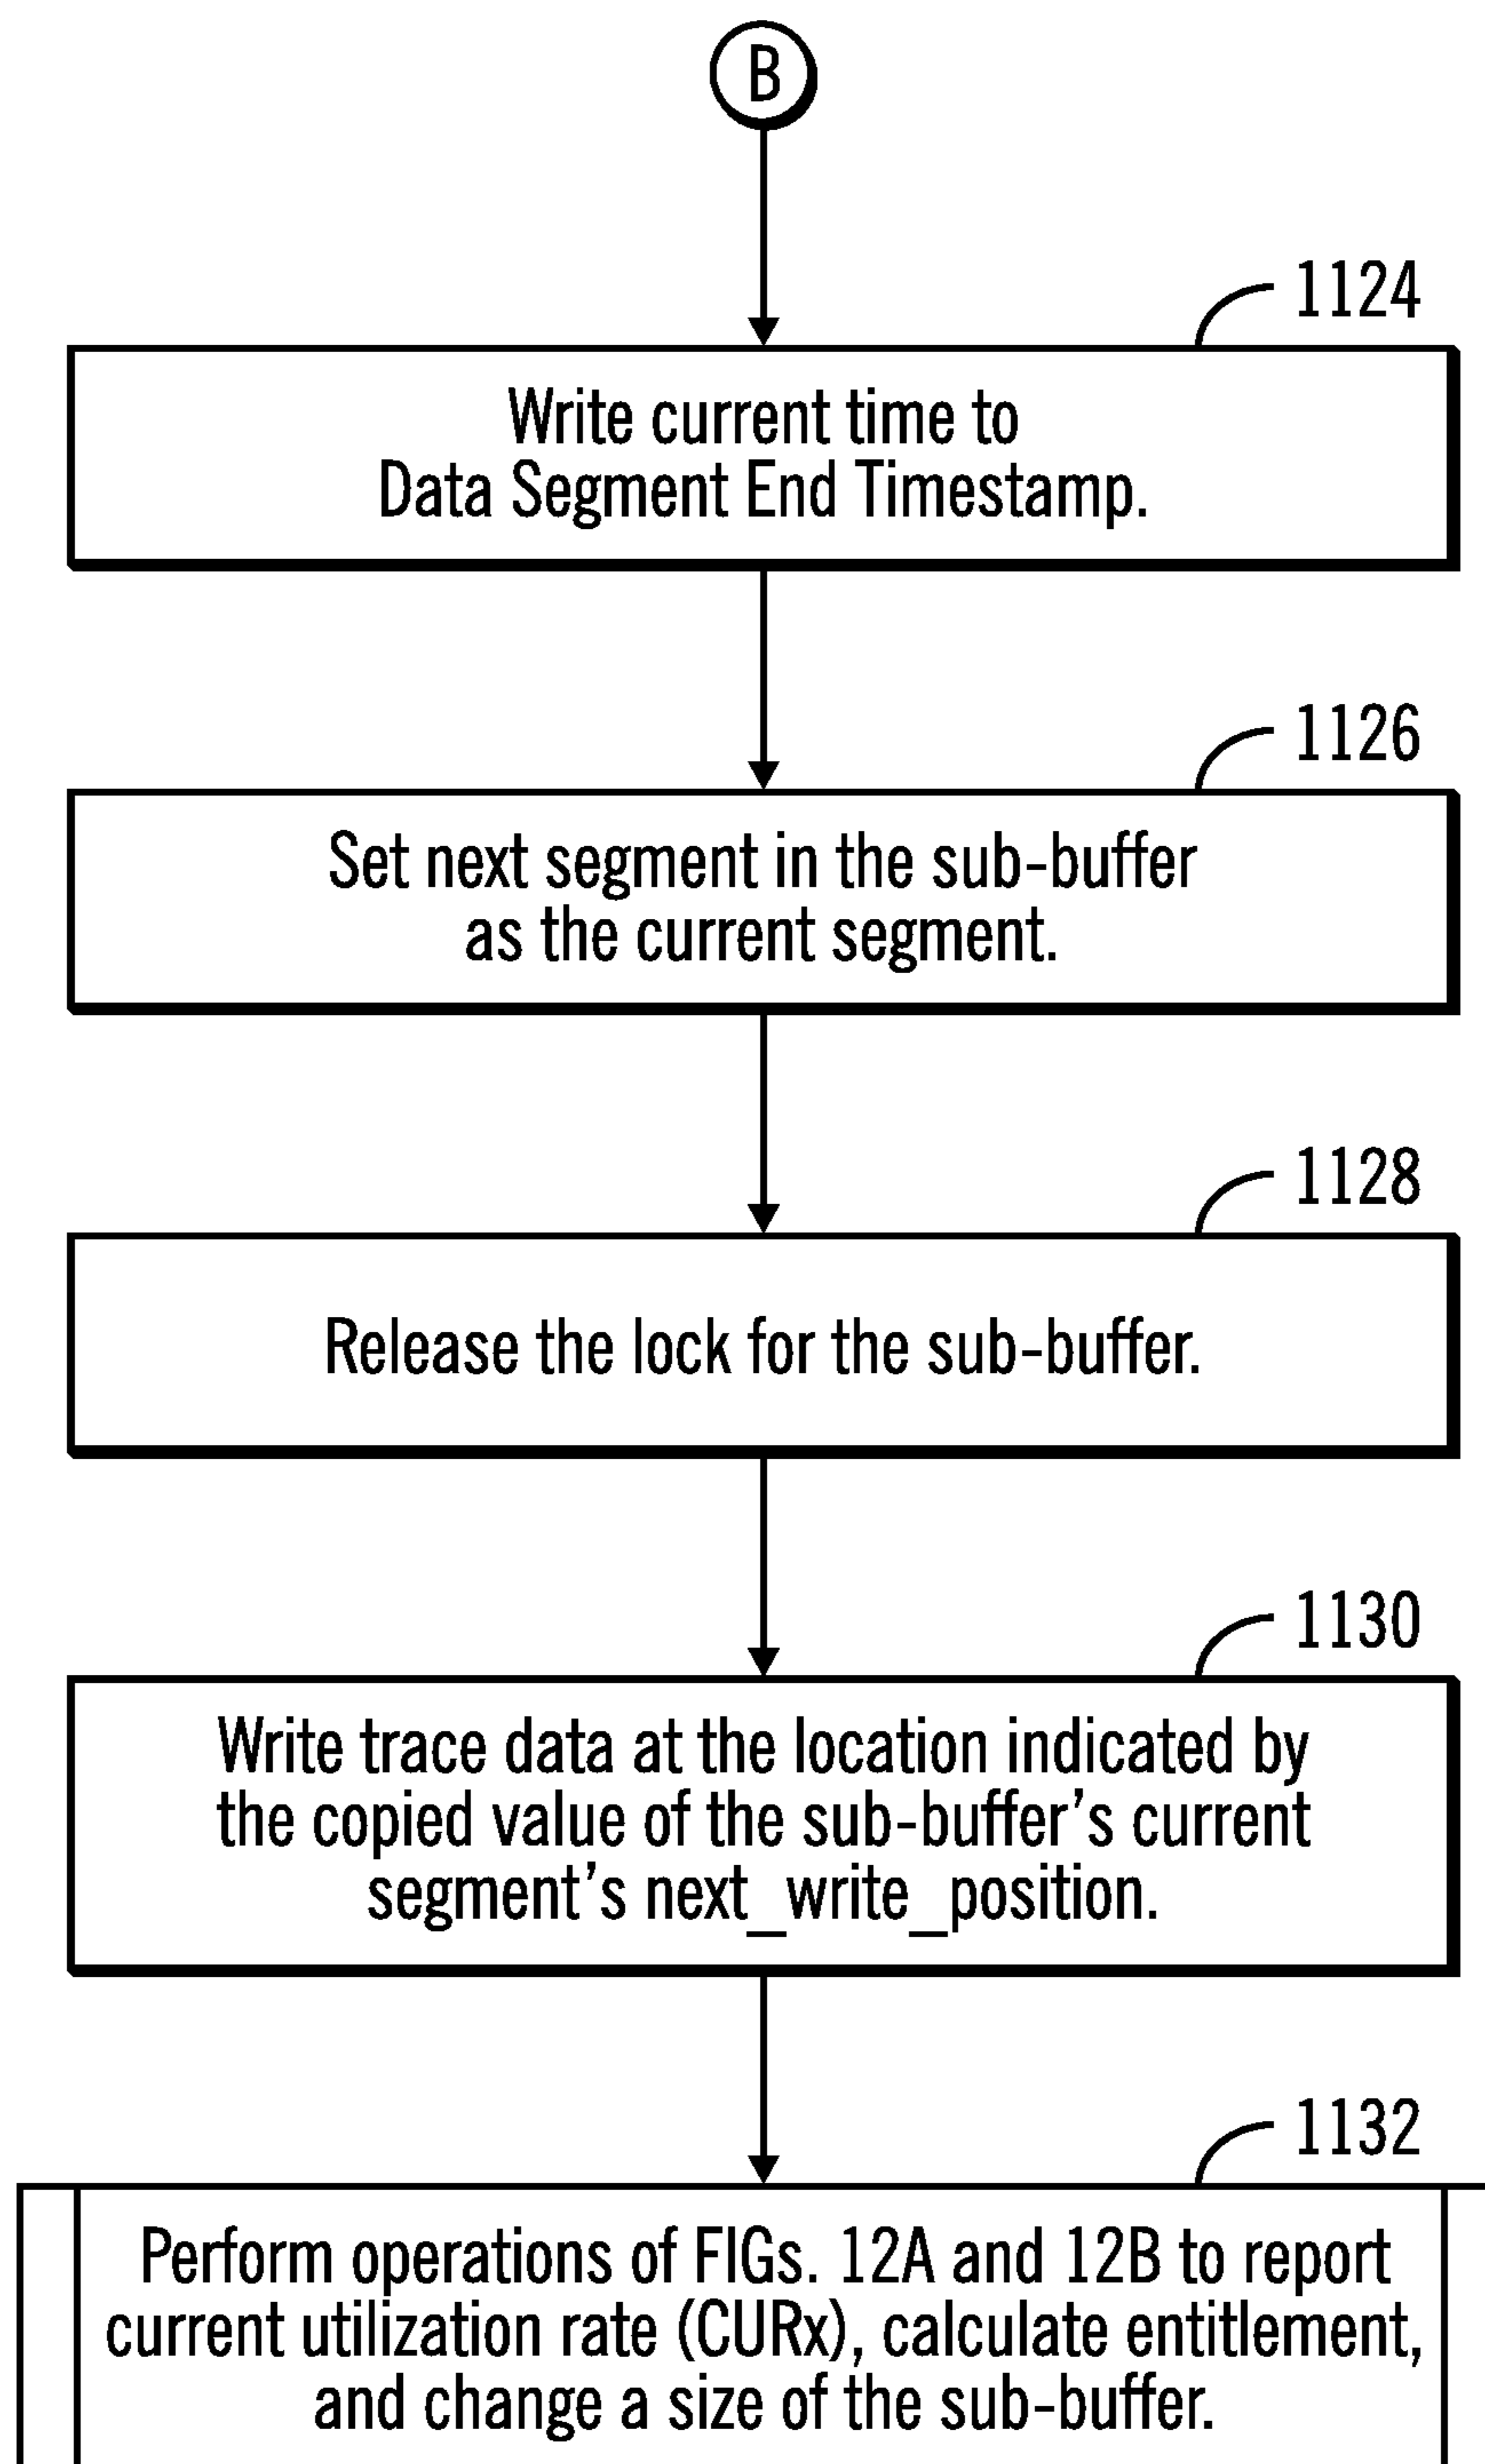 B
1124
Write current time to
Data Segment End Timestamp.
1126
Set next segment in the sub-buffer
as the current segment.
1128
Release the lock for the sub-buffer.
1130
Write trace data at the location indicated by
the copied value of the sub-buffer’s current
segment’s next_write_position.
1132
Perform operations of FIGs. 12A and 12B to report
current utilization rate (CURx), calculate entitlement,
and change a size of the sub-buffer.